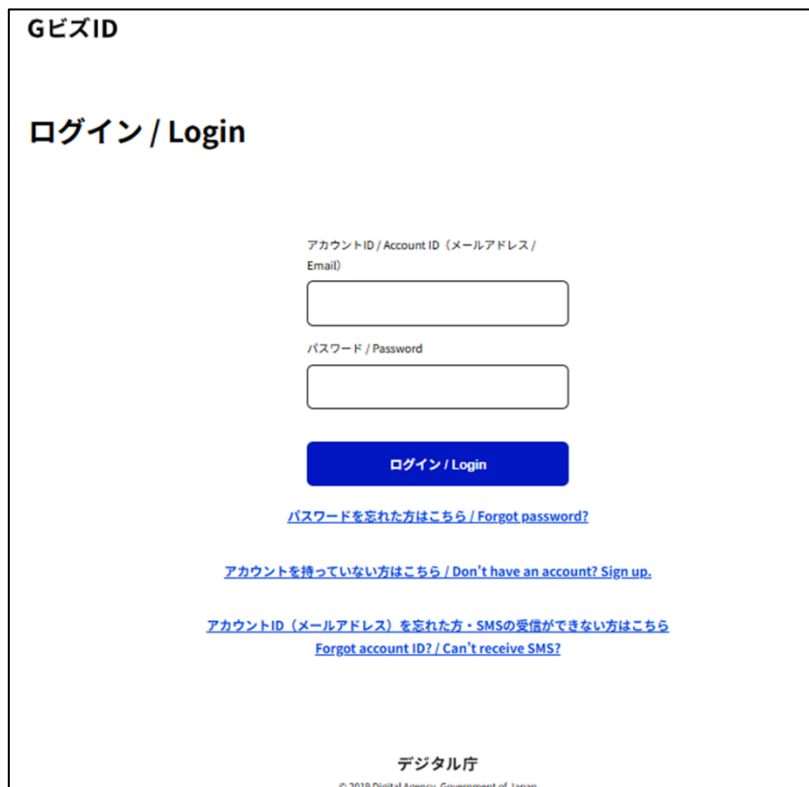 GビズID
ログイン / Login
アカウントID / Account ID（メールアドレス /
Email）
パスワード / Password
ログイン / Login
パスワードを忘れた方はこちら / Forgot password?
アカウントを持っていない方はこちら / Don't have an account? Sign up.
アカウントID（メールアドレス）を忘れた方・SMSの受信ができない方はこちら
Forgot account ID? / Can't receive SMS?
デジタル庁
© 2019 Digital Agency, Government of Japan